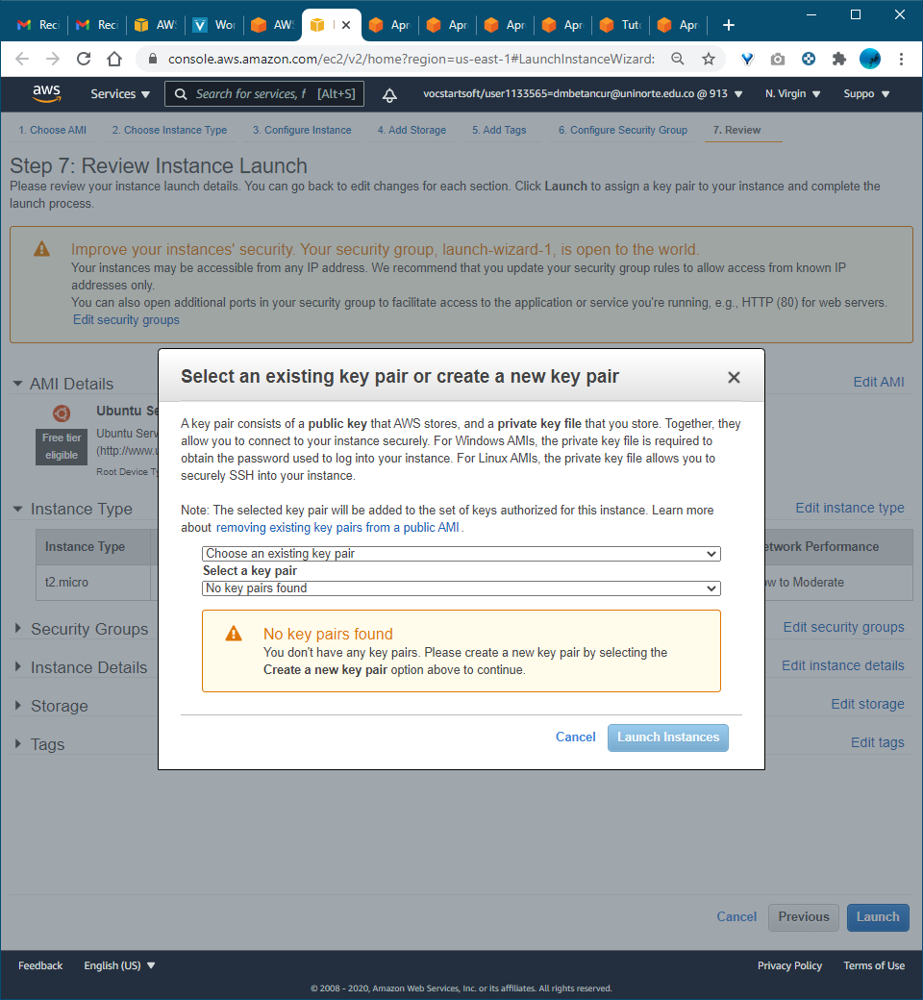 Reci
Reci
AWS
Wor
AWS
Apr
Apr
Apr
Apr
Tuto
Apr
console.aws.amazon.com/ec2/v2/home?region=us-east-1#LaunchInstanceWizard:
aws
Services
Search for services, f [Alt+S]
vocstartsoft/user1133565=dmbetancur@uninorte.edu.co @ 913
N. Virgin
Suppo
1. Choose AMI
2. Choose Instance Type
3. Configure Instance
4. Add Storage
5. Add Tags
6. Configure Security Group
7. Review
Step 7: Review Instance Launch
Please review your instance launch details. You can go back to edit changes for each section. Click Launch to assign a key pair to your instance and complete the
launch process.
Improve your instances' security. Your security group, launch-wizard-1, is open to the world.
Your instances may be accessible from any IP address. We recommend that you update your security group rules to allow access from known IP
addresses only.
You can also open additional ports in your security group to facilitate access to the application or service you're running, e.g., HTTP (80) for web servers.
Edit security groups
AMI Details
Edit AMI
Free tier
eligible
Ubuntu Se
Ubuntu Serv
(http://www.u
Root Device Ty
Instance Type
Edit instance type
Instance Type
etwork Performance
t2.micro
ow to Moderate
Security Groups
Edit security groups
Instance Details
Edit instance details
Storage
Edit storage
Tags
Edit tags
Select an existing key pair or create a new key pair
A key pair consists of a public key that AWS stores, and a private key file that you store. Together, they
allow you to connect to your instance securely. For Windows AMIs, the private key file is required to
obtain the password used to log into your instance. For Linux AMIs, the private key file allows you to
securely SSH into your instance.
Note: The selected key pair will be added to the set of keys authorized for this instance. Learn more
about removing existing key pairs from a public AMI.
Choose an existing key pair
Select a key pair
No key pairs found
No key pairs found
You don't have any key pairs. Please create a new key pair by selecting the
Create a new key pair option above to continue.
Cancel
Launch Instances
Cancel
Previous
Launch
Feedback
English (US)
Privacy Policy
Terms of Use
© 2008 - 2020, Amazon Web Services, Inc. or its affiliates. All rights reserved.